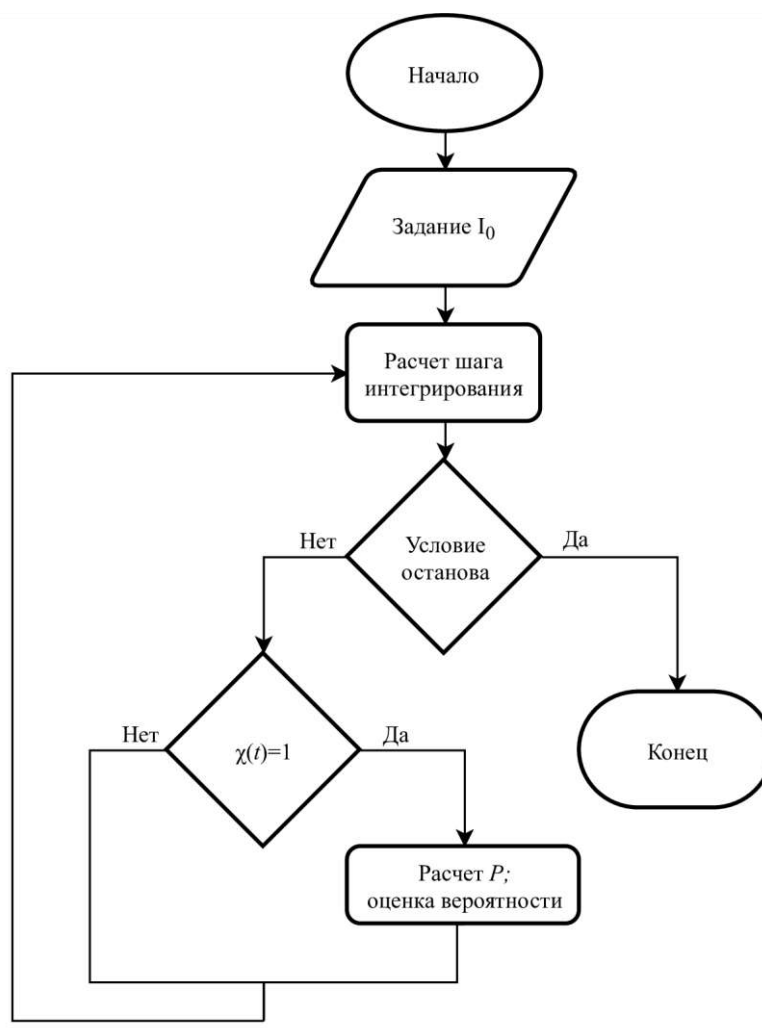 Начало
Задание I₀
Расчет шага
интегрирования
Нет
Условие
останова
Да
Нет
χ(t)=1
Да
Конец
Расчет P;
оценка вероятности